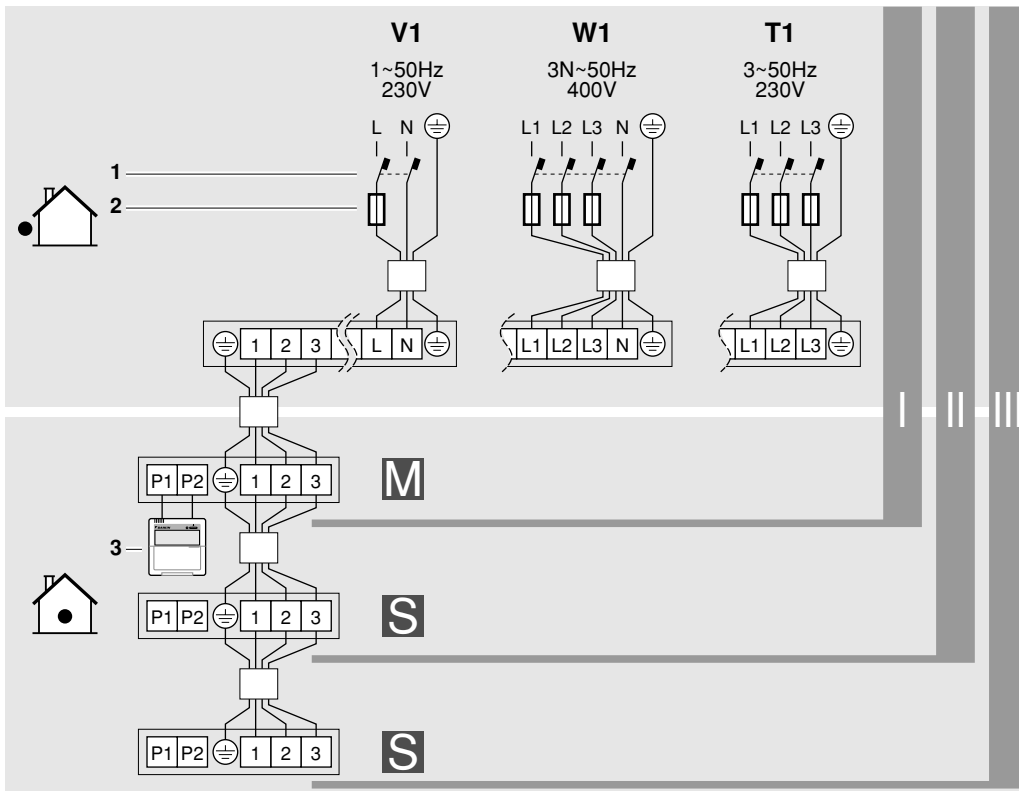 V1 W1 T1
1~50Hz 3N~50Hz 3~50Hz
230V 400V 230V
L N L1 L2 L3 N L1 L2 L3
1
2
1 2 3 L N L1 L2 L3 N L1 L2 L3
I II III
P1 P2 1 2 3 M
3
P1 P2 1 2 3 S
P1 P2 1 2 3 S